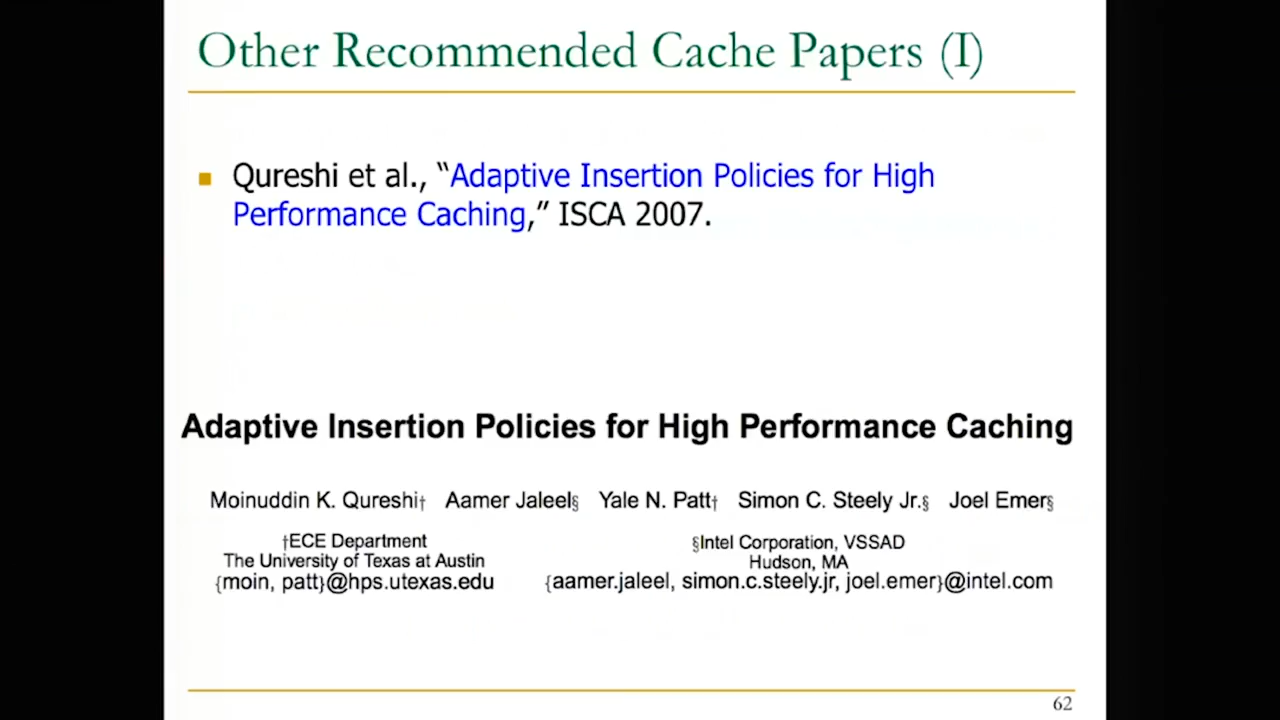 Other Recommended Cache Papers (I)
Qureshi et al., “Adaptive Insertion Policies for High
Performance Caching,” ISCA 2007.
Adaptive Insertion Policies for High Performance Caching
Moinuddin K. Qureshi† Aamer Jaleel§ Yale N. Patt† Simon C. Steely Jr.§ Joel Emer§
†ECE Department
The University of Texas at Austin
{moin, patt}@hps.utexas.edu
§Intel Corporation, VSSAD
Hudson, MA
{aamer.jaleel, simon.c.steely.jr, joel.emer}@intel.com
62